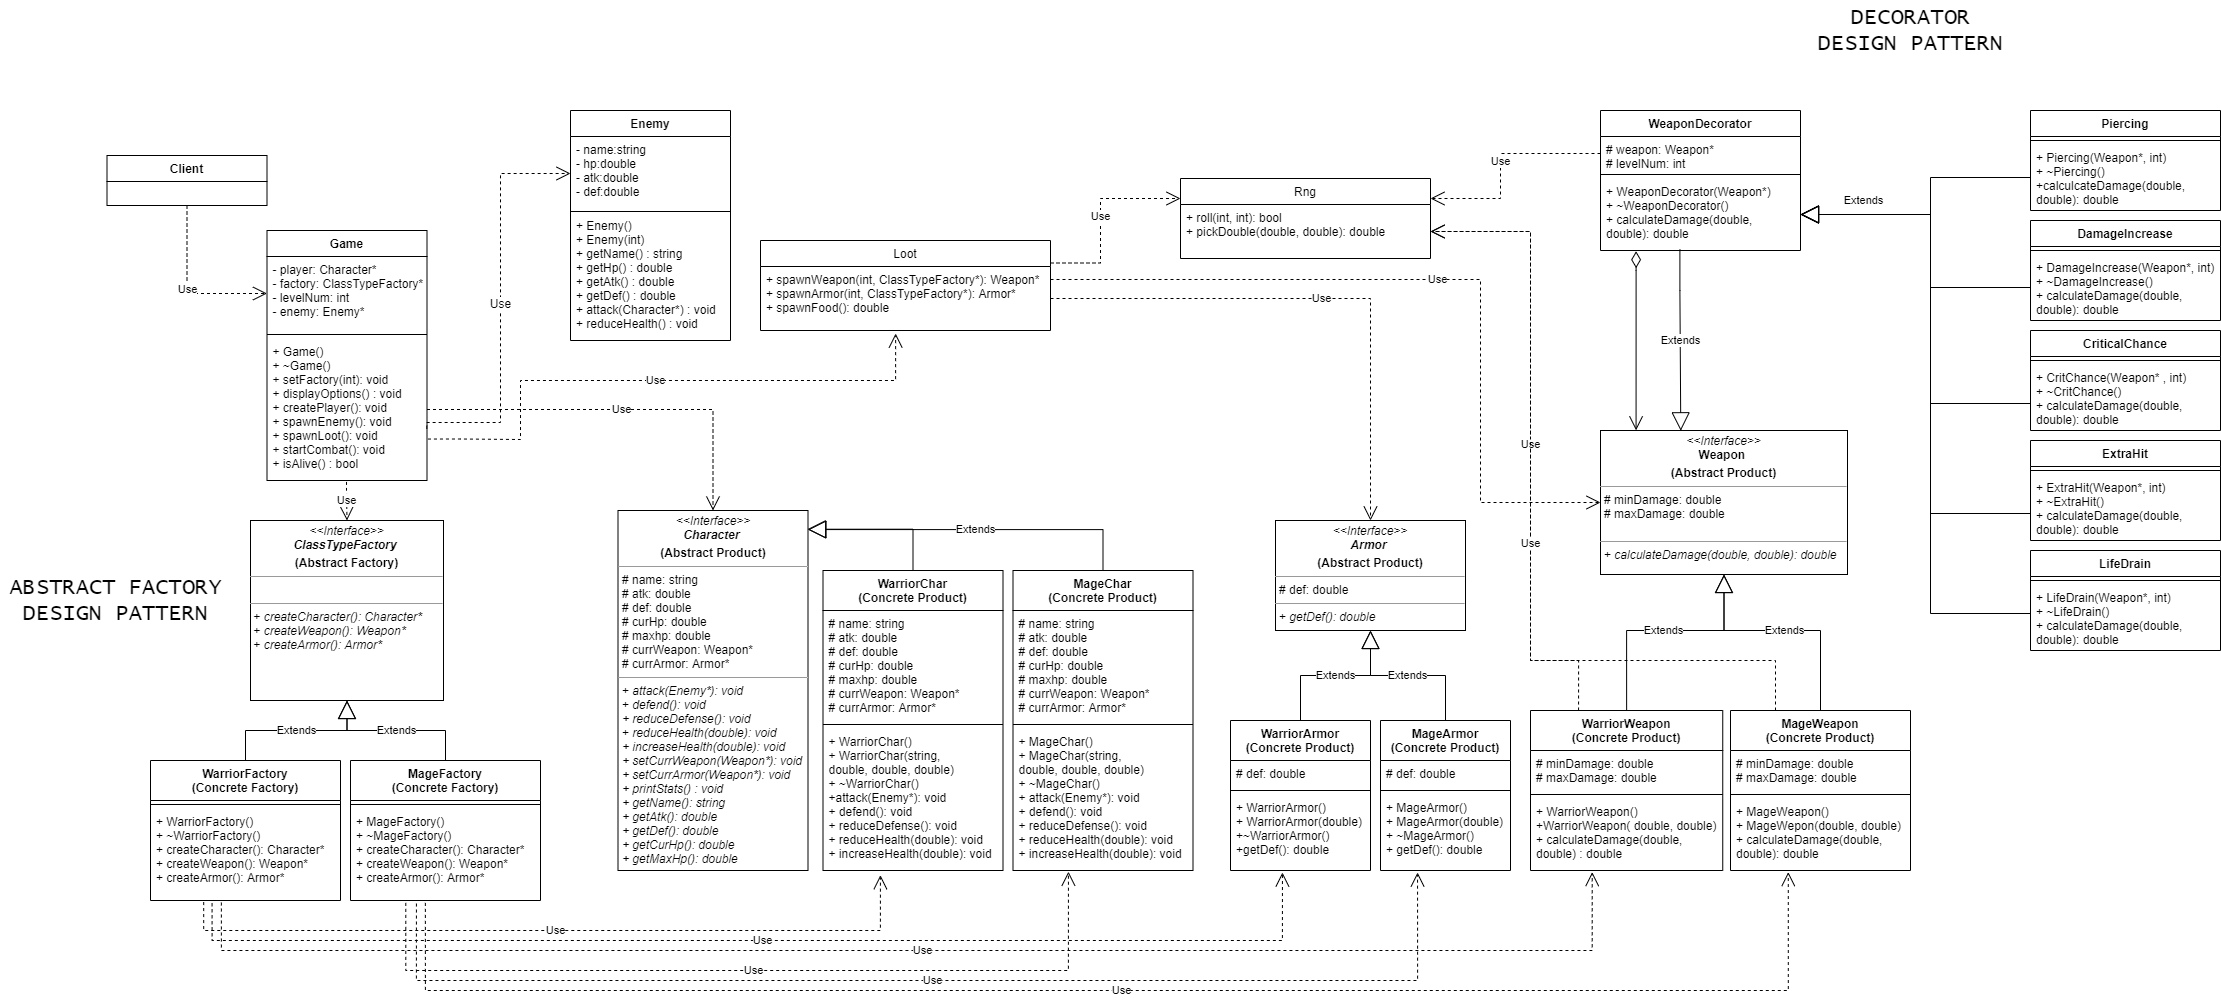 DECORATOR
DESIGN PATTERN
Client
Use
Game
- player: Character*
- factory: ClassTypeFactory*
- levelNum: int
- enemy: Enemy*
+ Game()
+ ~Game()
+ setFactory(int): void
+ displayOptions() : void
+ createPlayer(): void
+ spawnEnemy(): void
+ spawnLoot(): void
+ startCombat(): void
+ isAlive() : bool
Use
Use
Use
Use
Enemy
- name:string
- hp:double
- atk:double
- def:double
+ Enemy()
+ Enemy(int)
+ getName() : string
+ getHp() : double
+ getAtk() : double
+ getDef() : double
+ attack(Character*) : void
+ reduceHealth() : void
Loot
+ spawnWeapon(int, ClassTypeFactory*): Weapon*
+ spawnArmor(int, ClassTypeFactory*): Armor*
+ spawnFood(): double
Use
Use
Use
Rng
+ roll(int, int): bool
+ pickDouble(double, double): double
Use
Use
Use
WeaponDecorator
# weapon: Weapon*
# levelNum: int
+ WeaponDecorator(Weapon*)
+ ~WeaponDecorator()
+ calculateDamage(double,
double): double
Extends
Extends
Piercing
+ Piercing(Weapon*, int)
+ ~Piercing()
+calculcateDamage(double,
double): double
DamageIncrease
+ DamageIncrease(Weapon*, int)
+ ~DamageIncrease()
+ calculateDamage(double,
double): double
CriticalChance
+ CritChance(Weapon* , int)
+ ~CritChance()
+ calculateDamage(double,
double): double
ExtraHit
+ ExtraHit(Weapon*, int)
+ ~ExtraHit()
+ calculateDamage(double,
double): double
LifeDrain
+ LifeDrain(Weapon*, int)
+ ~LifeDrain()
+ calculateDamage(double,
double): double
ABSTRACT FACTORY
DESIGN PATTERN
<<Interface>>
ClassTypeFactory
(Abstract Factory)
+ createCharacter(): Character*
+ createWeapon(): Weapon*
+ createArmor(): Armor*
Extends
Extends
WarriorFactory
(Concrete Factory)
+ WarriorFactory()
+ ~WarriorFactory()
+ createCharacter(): Character*
+ createWeapon(): Weapon*
+ createArmor(): Armor*
MageFactory
(Concrete Factory)
+ MageFactory()
+ ~MageFactory()
+ createCharacter(): Character*
+ createWeapon(): Weapon*
+ createArmor(): Armor*
<<Interface>>
Character
(Abstract Product)
# name: string
# atk: double
# def: double
# curHp: double
# maxhp: double
# currWeapon: Weapon*
# currArmor: Armor*
+ attack(Enemy*): void
+ defend(): void
+ reduceDefense(): void
+ reduceHealth(double): void
+ increaseHealth(double): void
+ setCurrWeapon(Weapon*): void
+ setCurrArmor(Weapon*): void
+ printStats() : void
+ getName(): string
+ getAtk(): double
+ getDef(): double
+ getCurHp(): double
+ getMaxHp(): double
Extends
WarriorChar
(Concrete Product)
# name: string
# atk: double
# def: double
# curHp: double
# maxhp: double
# currWeapon: Weapon*
# currArmor: Armor*
+ WarriorChar()
+ WarriorChar(string,
double, double, double)
+ ~WarriorChar()
+attack(Enemy*): void
+ defend(): void
+ reduceDefense(): void
+ reduceHealth(double): void
+ increaseHealth(double): void
MageChar
(Concrete Product)
# name: string
# atk: double
# def: double
# curHp: double
# maxhp: double
# currWeapon: Weapon*
# currArmor: Armor*
+ MageChar()
+ MageChar(string,
double, double, double)
+ ~MageChar()
+ attack(Enemy*): void
+ defend(): void
+ reduceDefense(): void
+ reduceHealth(double): void
+ increaseHealth(double): void
<<Interface>>
Armor
(Abstract Product)
# def: double
+ getDef(): double
Extends
Extends
WarriorArmor
(Concrete Product)
# def: double
+ WarriorArmor()
+ WarriorArmor(double)
+~WarriorArmor()
+getDef(): double
MageArmor
(Concrete Product)
# def: double
+ MageArmor()
+ MageArmor(double)
+ ~MageArmor()
+ getDef(): double
<<Interface>>
Weapon
(Abstract Product)
# minDamage: double
# maxDamage: double
+ calculateDamage(double, double): double
Extends
Extends
WarriorWeapon
(Concrete Product)
# minDamage: double
# maxDamage: double
+ WarriorWeapon()
+WarriorWeapon( double, double)
+ calculateDamage(double,
double) : double
MageWeapon
(Concrete Product)
# minDamage: double
# maxDamage: double
+ MageWeapon()
+ MageWepon(double, double)
+ calculateDamage(double,
double): double
Use
Use
Use
Use
Use
Use